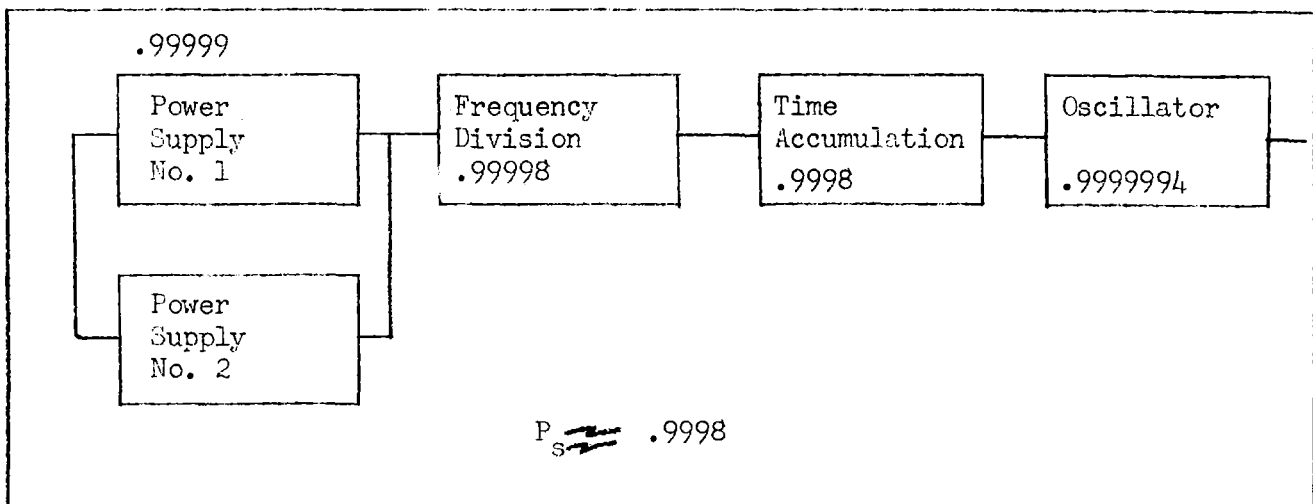 .99999
Power
Supply
No. 1
Frequency
Division
.99998
Time
Accumulation
.9998
Oscillator
.9999994
Power
Supply
No. 2
Ps ≈ .9998